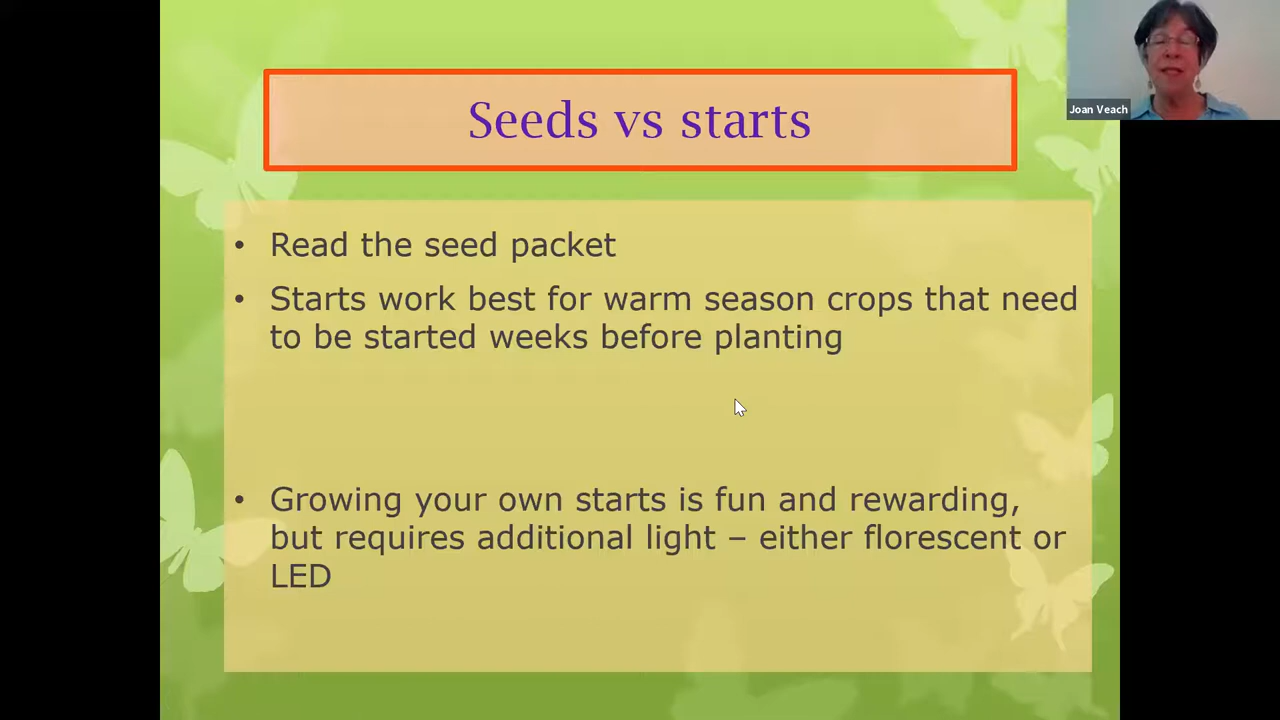 Seeds vs starts
Joan Veach
• Read the seed packet
• Starts work best for warm season crops that need
to be started weeks before planting
• Growing your own starts is fun and rewarding,
but requires additional light – either florescent or
LED